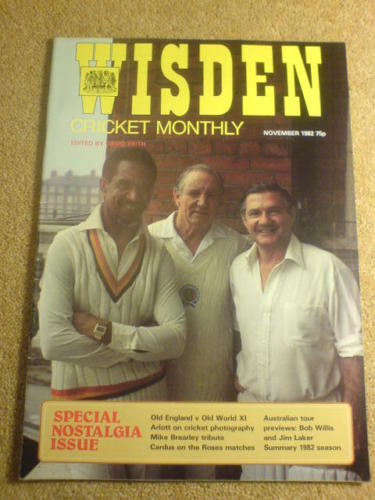 WISDEN
CRICKET MONTHLY
NOVEMBER 1982 75p
EDITED BY DAVID FRITH
SPECIAL
NOSTALGIA
ISSUE
Old England v Old World XI
Arlott on cricket photography
Mike Brearley tribute
Cardus on the Roses matches
Australian tour
previews: Bob Willis
and Jim Laker
Summary 1982 season